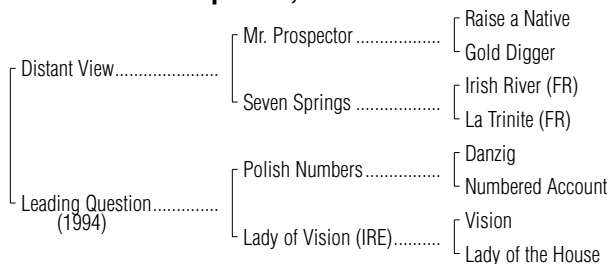 Raise a Native
Mr. Prospector ..................
Gold Digger
Distant View......................
Irish River (FR)
Seven Springs ..................
La Trinite (FR)
Danzig
Polish Numbers................
Numbered Account
Leading Question..............
(1994)
Vision
Lady of Vision (IRE)..........
Lady of the House